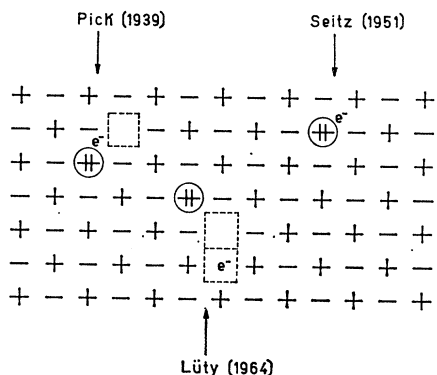 Pick (1939)
Seitz (1951)
e⁻
e⁻
e⁻
Lüty (1964)